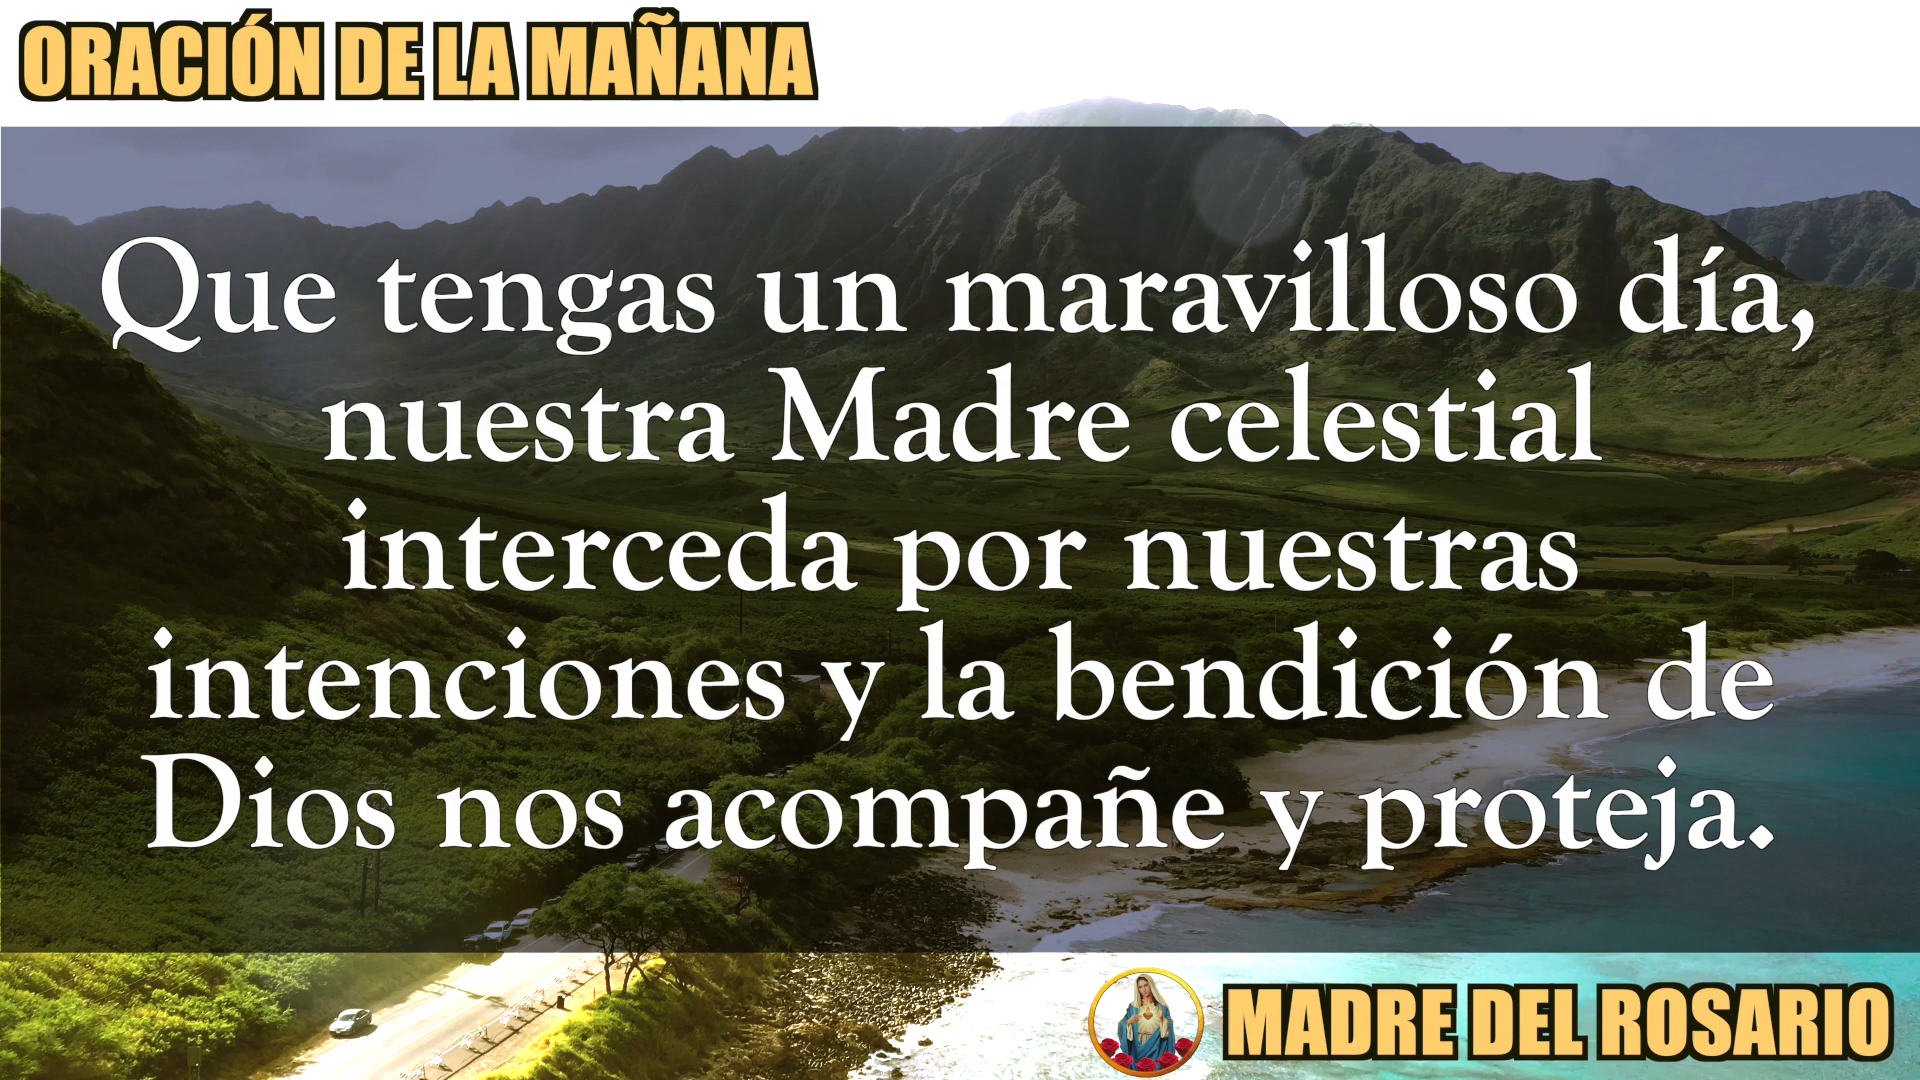 ORACIÓN DE LA MAÑANA
Que tengas un maravilloso día,
nuestra Madre celestial
interceda por nuestras
intenciones y la bendición de
Dios nos acompañe y proteja.
MADRE DEL ROSARIO